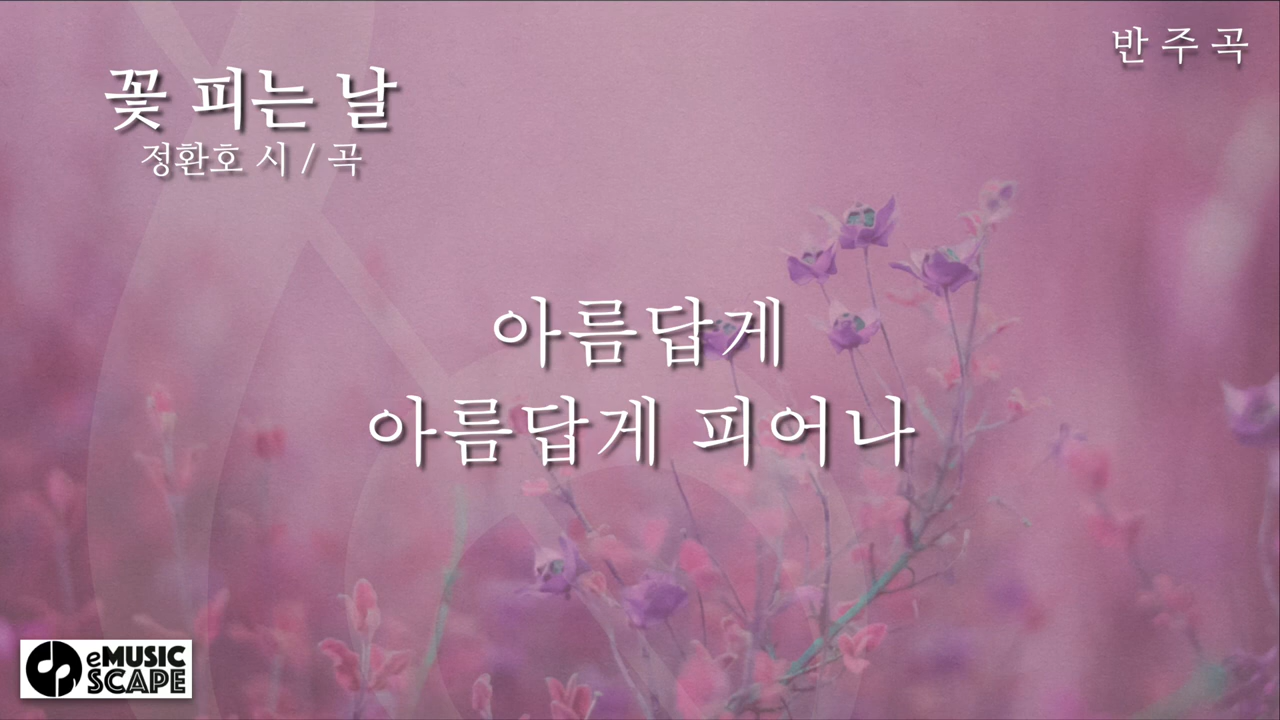 반 주 곡
꽃 피는 날
정환호 시 / 곡
아름답게
아름답게 피어나
eMUSIC
SCAPE